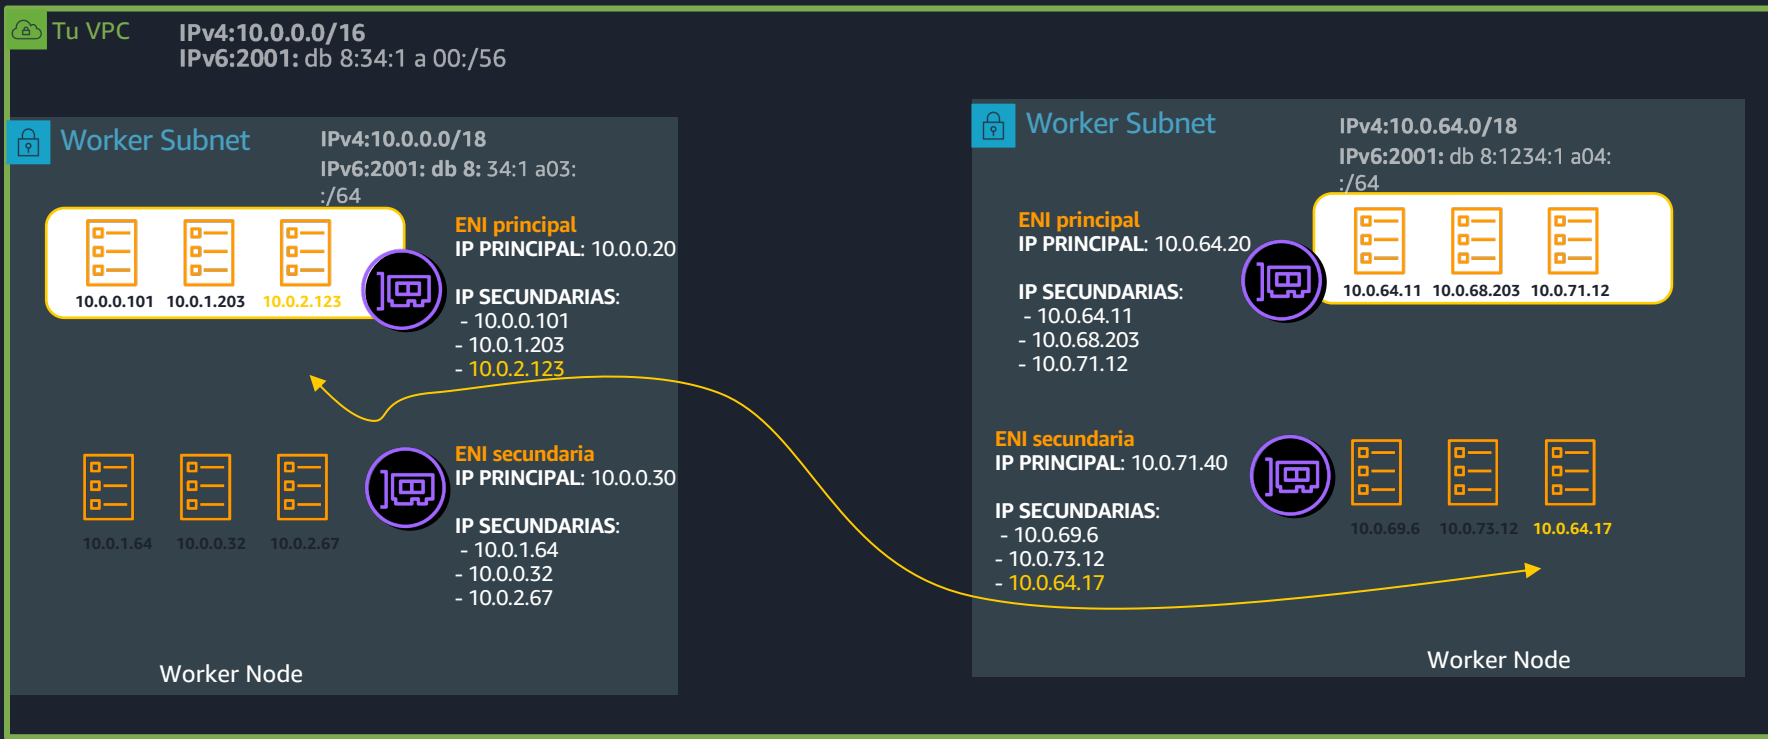 Tu VPC
IPv4:10.0.0.0/16
IPv6:2001: db 8:34:1 a 00:/56
Worker Subnet
IPv4:10.0.0.0/18
IPv6:2001: db 8: 34:1 a03:
:/64
10.0.0.101 10.0.1.203 10.0.2.123
ENI principal
IP PRINCIPAL: 10.0.0.20
IP SECUNDARIAS:
- 10.0.0.101
- 10.0.1.203
- 10.0.2.123
10.0.1.64 10.0.0.32 10.0.2.67
ENI secundaria
IP PRINCIPAL: 10.0.0.30
IP SECUNDARIAS:
- 10.0.1.64
- 10.0.0.32
- 10.0.2.67
Worker Node
Worker Subnet
IPv4:10.0.64.0/18
IPv6:2001: db 8:1234:1 a04:
:/64
ENI principal
IP PRINCIPAL: 10.0.64.20
IP SECUNDARIAS:
- 10.0.64.11
- 10.0.68.203
- 10.0.71.12
10.0.64.11 10.0.68.203 10.0.71.12
ENI secundaria
IP PRINCIPAL: 10.0.71.40
IP SECUNDARIAS:
- 10.0.69.6
- 10.0.73.12
- 10.0.64.17
10.0.69.6 10.0.73.12 10.0.64.17
Worker Node